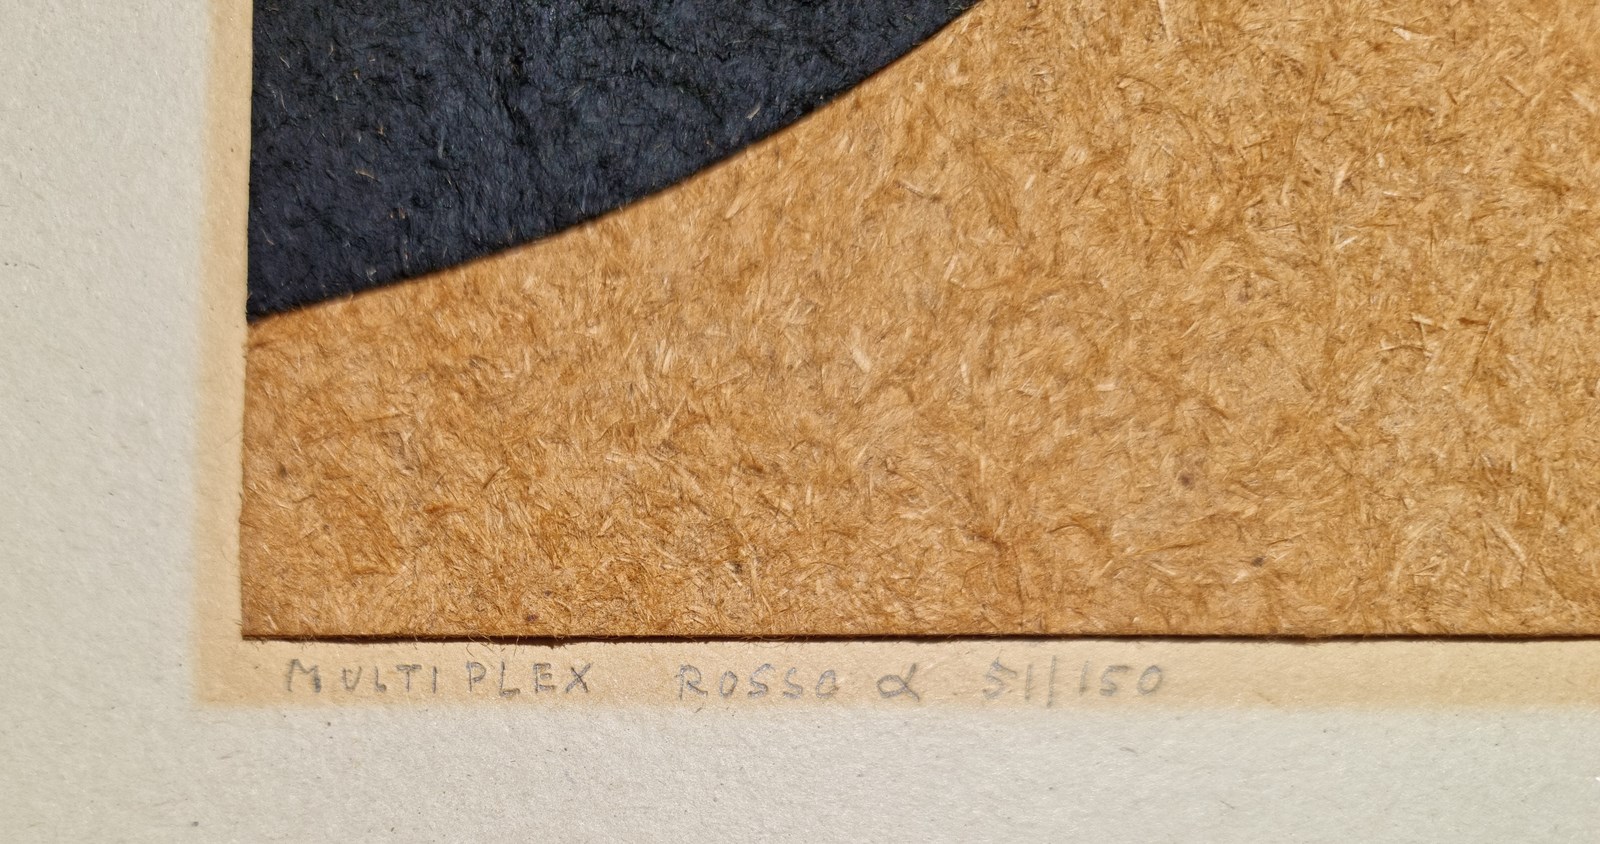 MULTIPLEX ROSSO α 51/150